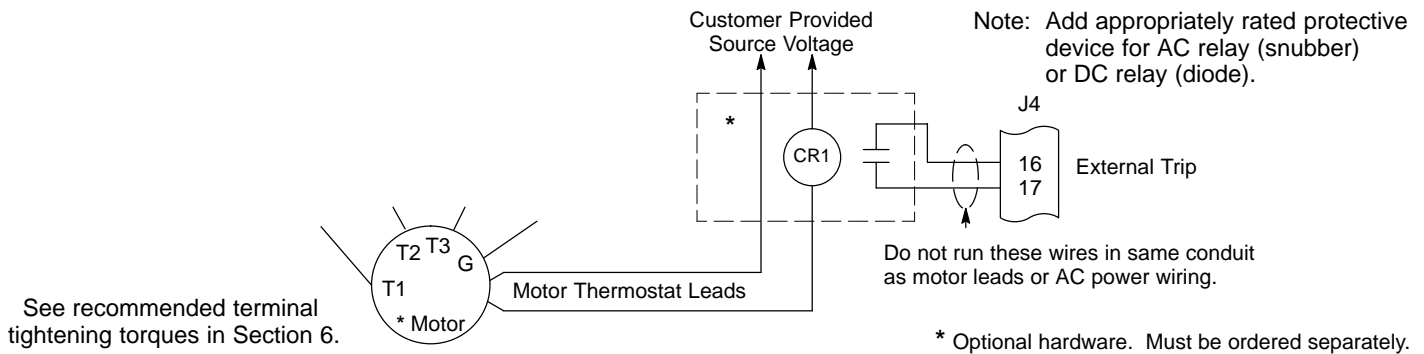 Customer Provided
Source Voltage
Note: Add appropriately rated protective
device for AC relay (snubber)
or DC relay (diode).
J4
*
CR1
16
17
External Trip
Do not run these wires in same conduit
as motor leads or AC power wiring.
T2
T3
G
T1
* Motor
Motor Thermostat Leads
See recommended terminal
tightening torques in Section 6.
* Optional hardware. Must be ordered separately.